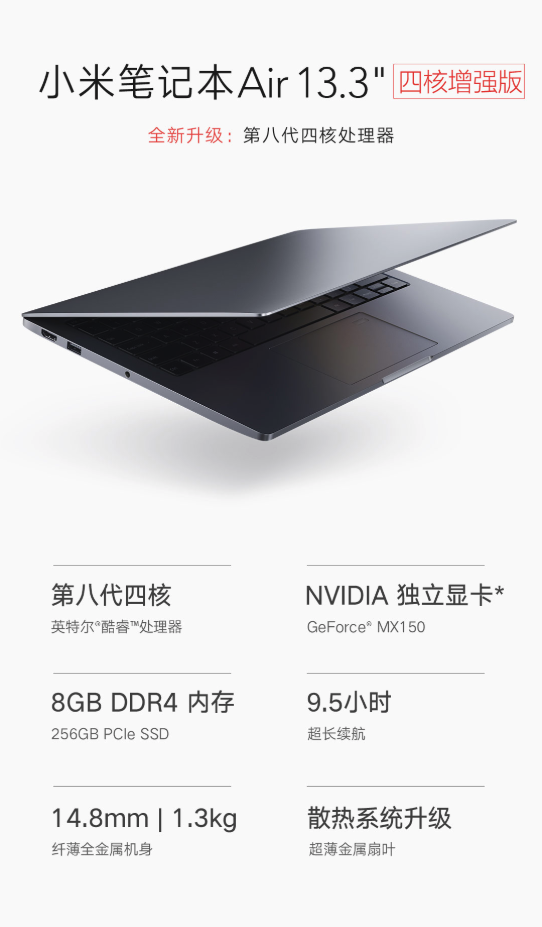 小米笔记本Air 13.3" 四核增强版
全新升级：第八代四核处理器
第八代四核
英特尔®酷睿™处理器
NVIDIA 独立显卡*
GeForce® MX150
8GB DDR4 内存
256GB PCIe SSD
9.5小时
超长续航
14.8mm | 1.3kg
纤薄全金属机身
散热系统升级
超薄金属扇叶